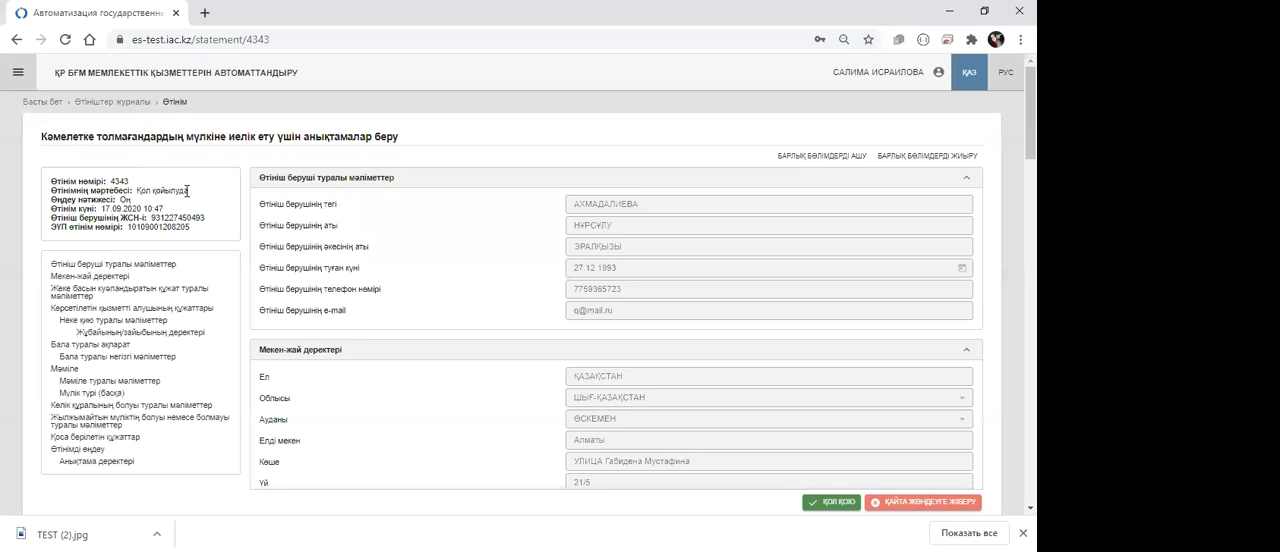 Автоматизация государственн
es-test.iac.kz/statement/4343
ҚР БҒМ МЕМЛЕКЕТТІК ҚЫЗМЕТТЕРІН АВТОМАТТАНДЫРУ
САЛИМА ИСРАИЛОВА
ҚАЗ
РУС
Басты бет › Өтініштер журналы › Өтінім
Кәмелетке толмағандардың мүлкіне иелік ету үшін анықтамалар беру
БАРЛЫҚ БӨЛІМДЕРДІ АШУ БАРЛЫҚ БӨЛІМДЕРДІ ЖИЫРУ
Өтінім нөмірі: 4343
Өтінімнің мәртебесі: Қол қойылуда
Өңдеу нәтижесі: Оң
Өтінім күні: 17.09.2020 10:47
Өтініш берушінің ЖСН-і: 931227450493
ЭҮП өтінім нөмірі: 10109001208205
Өтініш беруші туралы мәліметтер
Мекен-жай деректері
Жеке басын куәландыратын құжат туралы
мәліметтер
Көрсетілетін қызметті алушының құжаттары
Неке қию туралы мәліметтер
Жұбайының/зайыбының деректері
Бала туралы ақпарат
Бала туралы негізгі мәліметтер
Мәміле
Мәміле туралы мәліметтер
Мүлік түрі (басқа)
Көлік құралының болуы туралы мәліметтер
Жылжымайтын мүліктің болуы немесе болмауы
туралы мәліметтер
Қоса берілетін құжаттар
Өтінімді өңдеу
Анықтама деректері
Өтініш беруші туралы мәліметтер
Өтініш берушінің тегі АХМАДАЛИЕВА
Өтініш берушінің аты НҰРСҰЛУ
Өтініш берушінің әкесінің аты ЭРАЛҚЫЗЫ
Өтініш берушінің туған күні 27.12.1993
Өтініш берушінің телефон нөмірі 7759365723
Өтініш берушінің e-mail q@mail.ru
Мекен-жай деректері
Ел ҚАЗАҚСТАН
Облысы ШЫҒ-ҚАЗАҚСТАН
Ауданы ӨСКЕМЕН
Елді мекен Алматы
Көше УЛИЦА Габидена Мустафина
Үй 21/5
ҚОЛ ҚОЮ
ҚАЙТА ЖӨНДЕУГЕ ЖІБЕРУ
TEST (2).jpg
Показать все